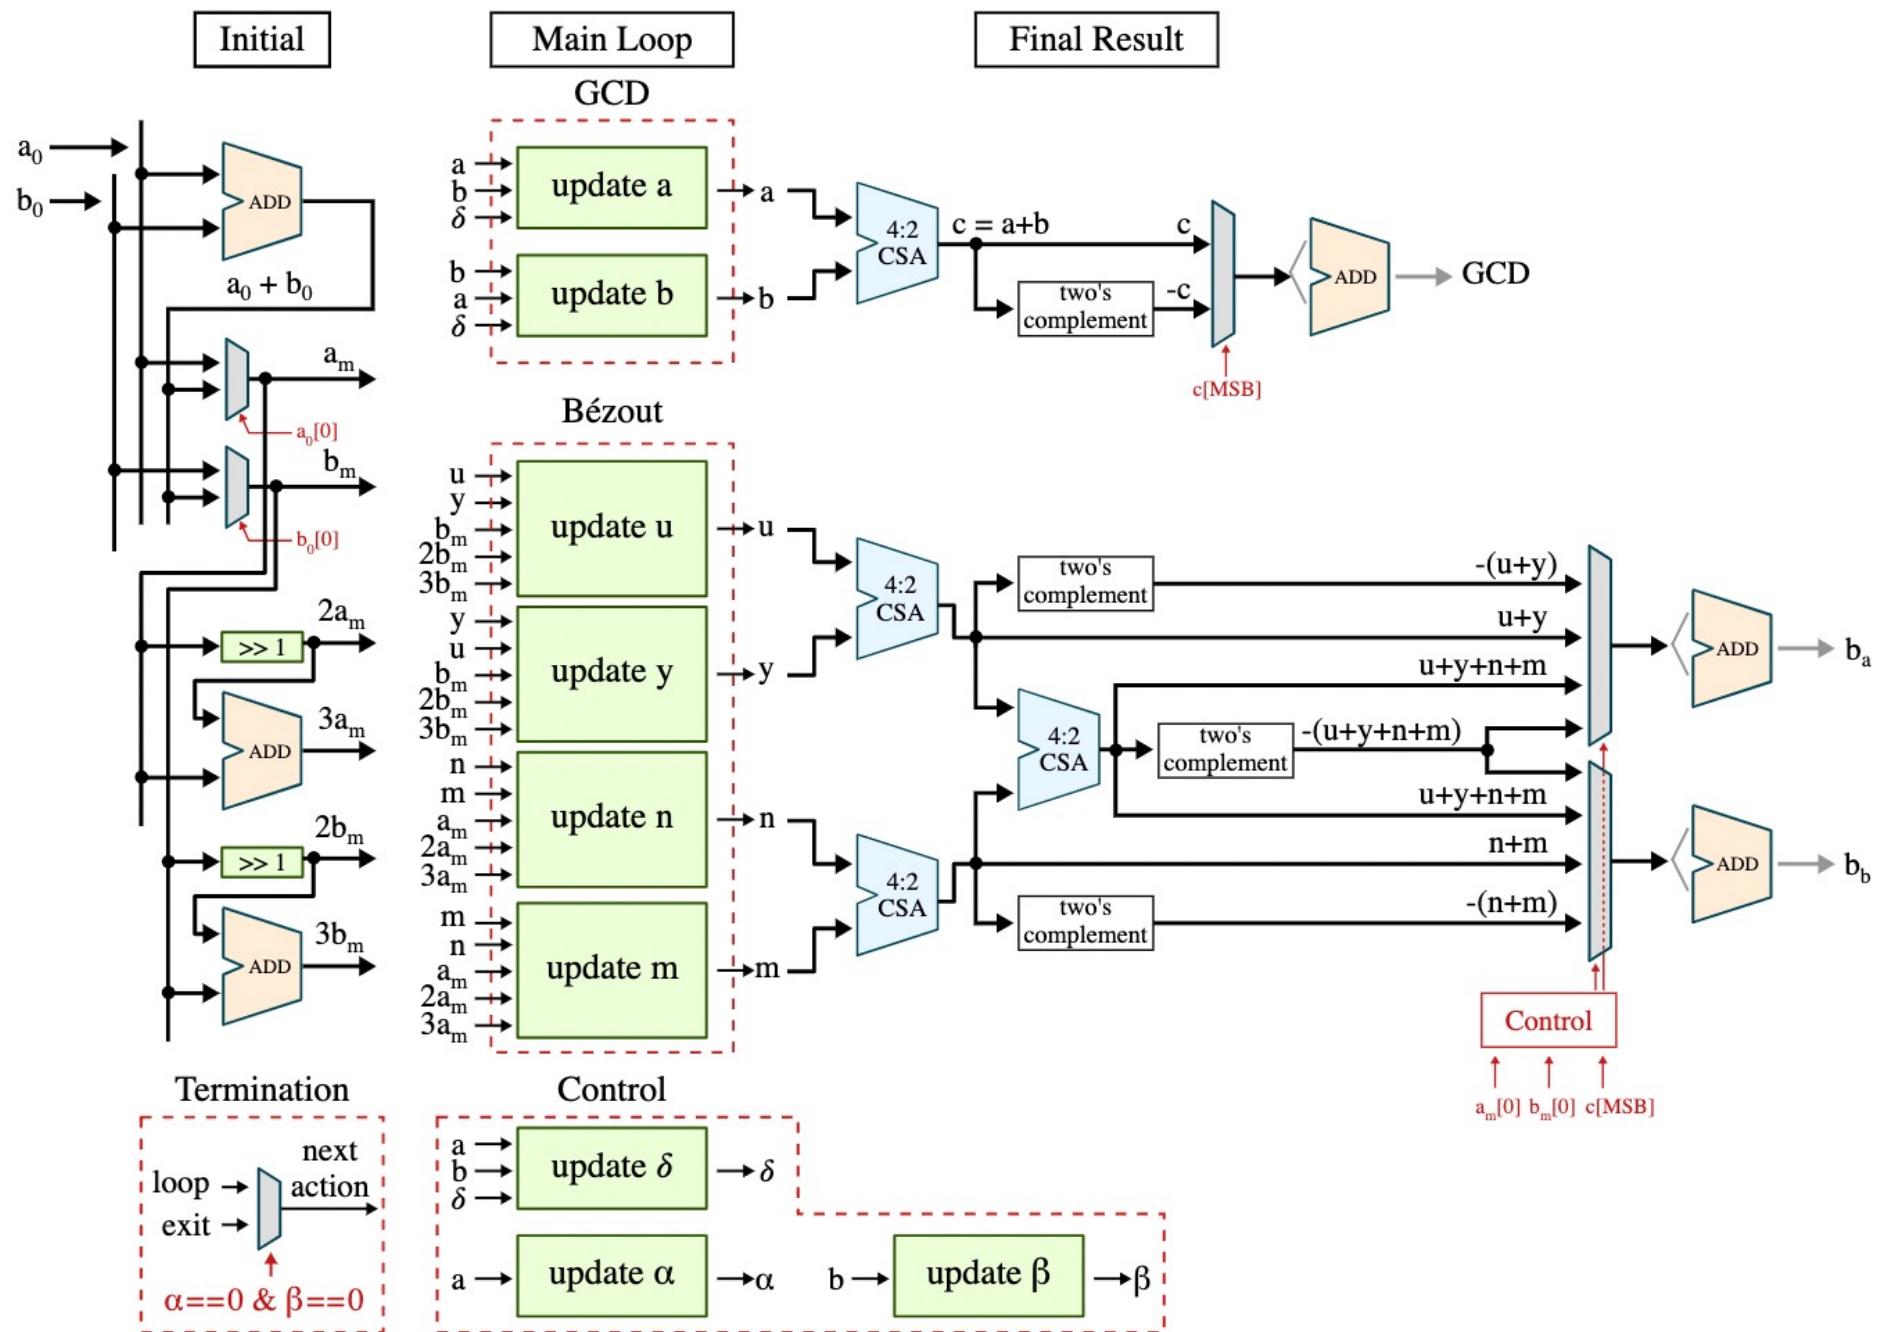 Initial
Main Loop
Final Result
a₀
b₀
ADD
a₀ + b₀
aₘ
a₀[0]
bₘ
b₀[0]
2aₘ
>> 1
3aₘ
ADD
2bₘ
>> 1
3bₘ
ADD
GCD
a
b
δ
update a
a
b
a
δ
update b
b
4:2
CSA
c = a+b
c
two's
complement
-c
c[MSB]
ADD
GCD
Bézout
u
y
bₘ
2bₘ
3bₘ
update u
u
y
u
bₘ
2bₘ
3bₘ
update y
y
n
m
aₘ
2aₘ
3aₘ
update n
n
m
n
aₘ
2aₘ
3aₘ
update m
m
4:2
CSA
two's
complement
-(u+y)
u+y
u+y+n+m
4:2
CSA
two's
complement
-(u+y+n+m)
u+y+n+m
n+m
4:2
CSA
two's
complement
-(n+m)
ADD
bₐ
ADD
b_b
Control
aₘ[0] bₘ[0] c[MSB]
Termination
loop
exit
next
action
α==0 & β==0
Control
a
b
δ
update δ
δ
a
update α
α
b
update β
β